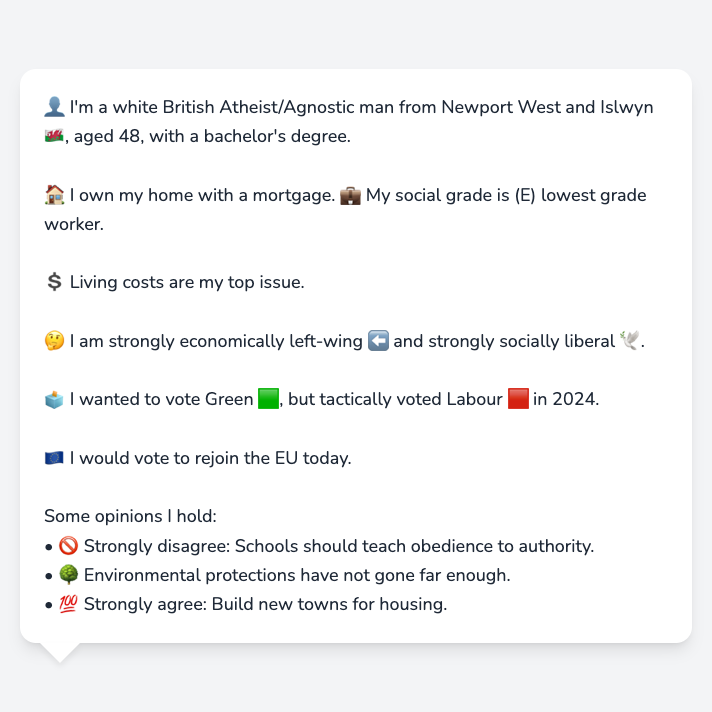 👤 I'm a white British Atheist/Agnostic man from Newport West and Islwyn
🏴󠁧󠁢󠁷󠁬󠁳󠁿, aged 48, with a bachelor's degree.
🏠 I own my home with a mortgage. 💼 My social grade is (E) lowest grade
worker.
💲 Living costs are my top issue.
🤔 I am strongly economically left-wing ⬅️ and strongly socially liberal 🕊️.
🗳️ I wanted to vote Green 🟩, but tactically voted Labour 🟥 in 2024.
🇪🇺 I would vote to rejoin the EU today.
Some opinions I hold:
• 🚫 Strongly disagree: Schools should teach obedience to authority.
• 🌳 Environmental protections have not gone far enough.
• 💯 Strongly agree: Build new towns for housing.